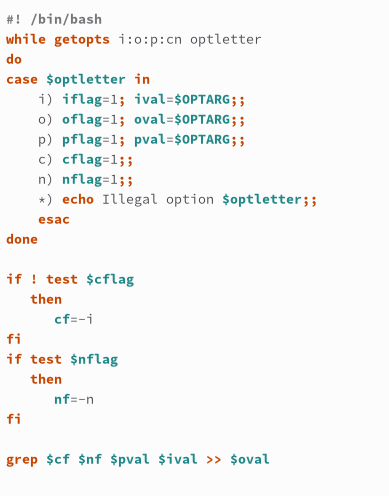 #! /bin/bash
while getopts i:o:p:cn optletter
do
case $optletter in
    i) iflag=1; ival=$OPTARG;;
    o) oflag=1; oval=$OPTARG;;
    p) pflag=1; pval=$OPTARG;;
    c) cflag=1;;
    n) nflag=1;;
    *) echo Illegal option $optletter;;
    esac
done

if ! test $cflag
   then
      cf=-i
fi
if test $nflag
   then
      nf=-n
fi

grep $cf $nf $pval $ival >> $oval